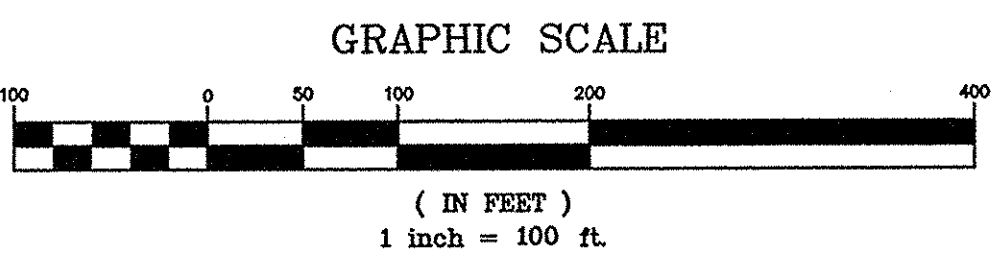 GRAPHIC SCALE
100 0 50 100 200 400
( IN FEET )
1 inch = 100 ft.